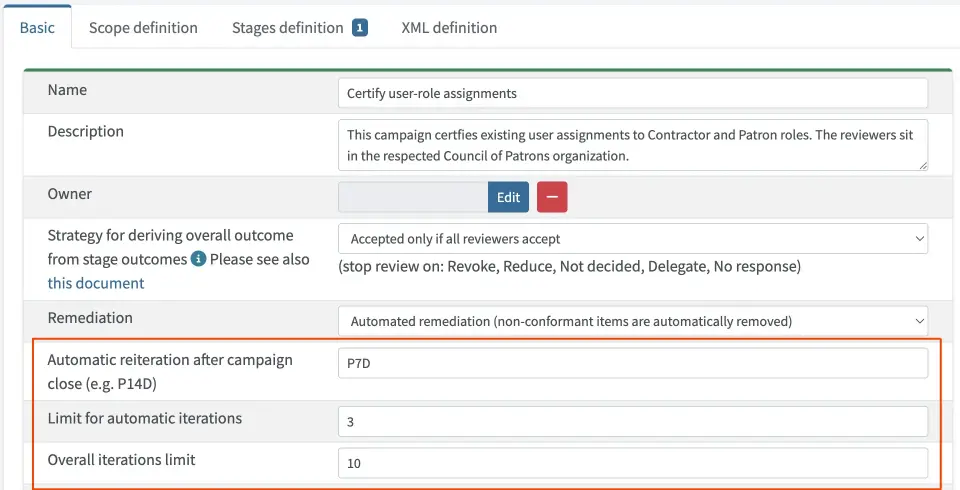 Basic
Scope definition
Stages definition 1
XML definition
Name
Certify user-role assignments
Description
This campaign certfies existing user assignments to Contractor and Patron roles. The reviewers sit
in the respected Council of Patrons organization.
Owner
Edit
Strategy for deriving overall outcome
from stage outcomes i Please see also
this document
Accepted only if all reviewers accept
(stop review on: Revoke, Reduce, Not decided, Delegate, No response)
Remediation
Automated remediation (non-conformant items are automatically removed)
Automatic reiteration after campaign
close (e.g. P14D)
P7D
Limit for automatic iterations
3
Overall iterations limit
10